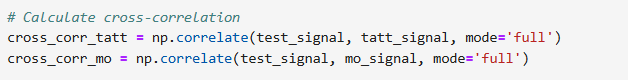 # Calculate cross-correlation
cross_corr_tatt = np.correlate(test_signal, tatt_signal, mode='full')
cross_corr_mo = np.correlate(test_signal, mo_signal, mode='full')